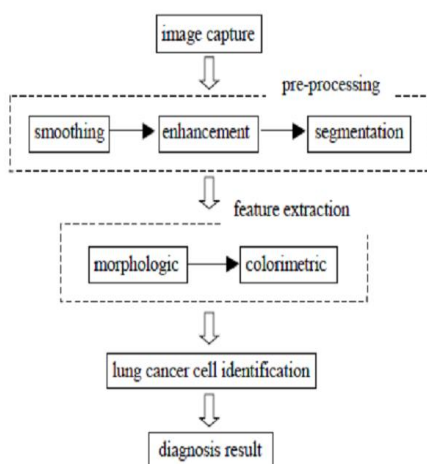 image capture
pre-processing
smoothing
enhancement
segmentation
feature extraction
morphologic
colorimetric
lung cancer cell identification
diagnosis result